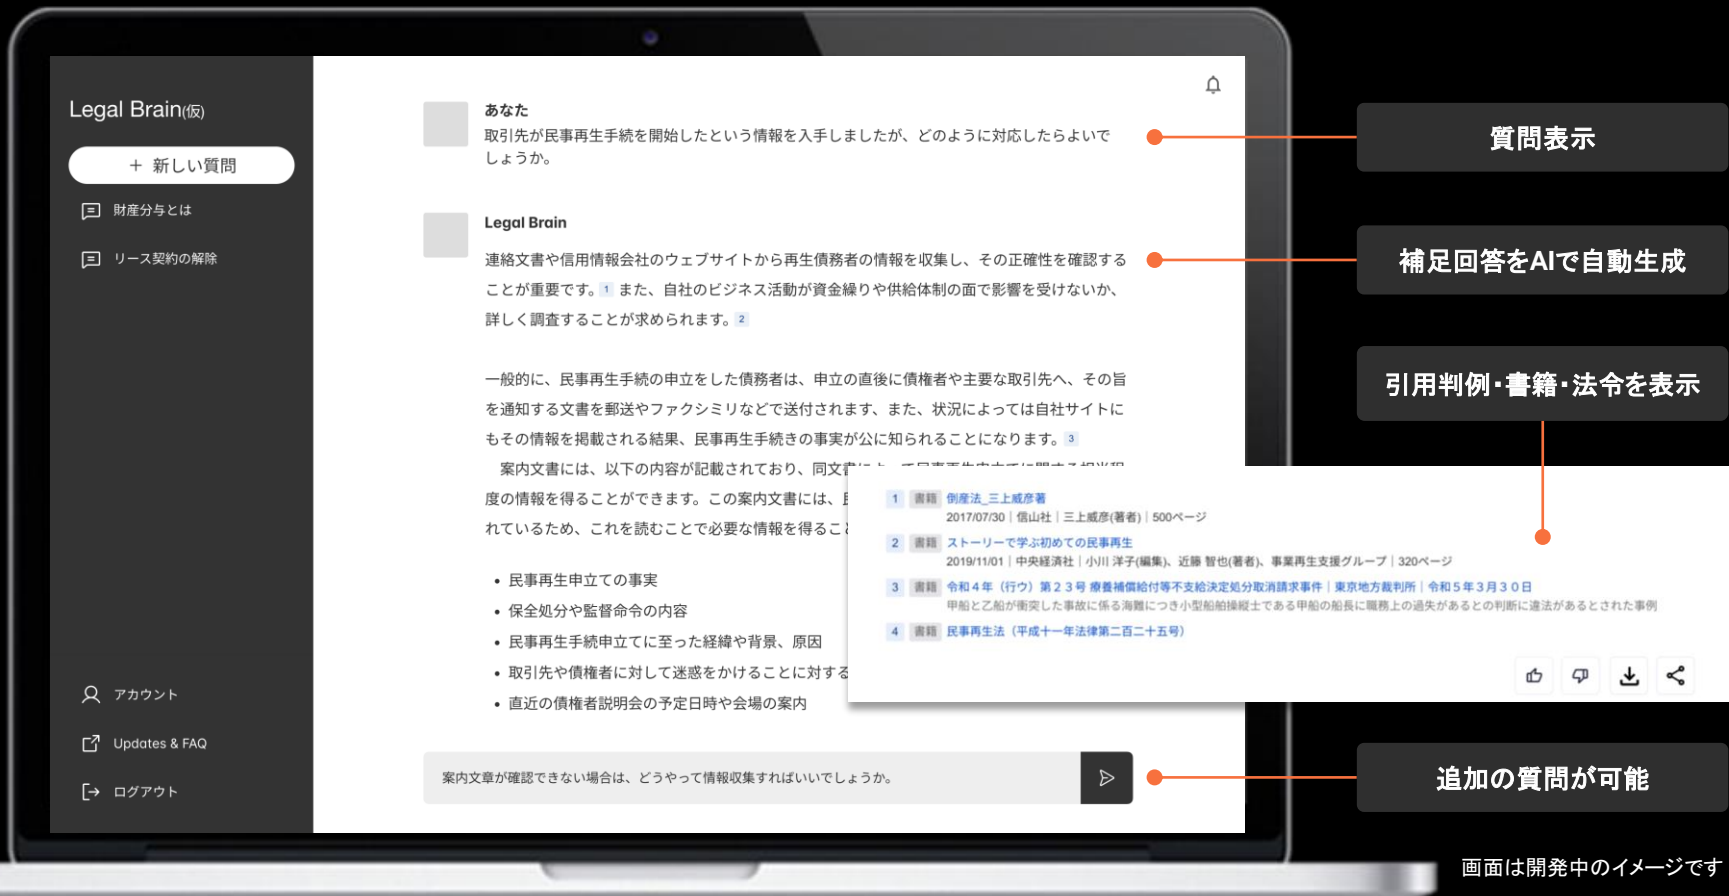 Legal Brain(仮)
+ 新しい質問
財産分与とは
リース契約の解除
アカウント
Updates & FAQ
ログアウト
あなた
取引先が民事再生手続を開始したという情報を入手しましたが、どのように対応したらよいで
しょうか。
Legal Brain
連絡文書や信用情報会社のウェブサイトから再生債務者の情報を収集し、その正確性を確認する
ことが重要です。 1 また、自社のビジネス活動が資金繰りや供給体制の面で影響を受けないか、
詳しく調査することが求められます。 2
一般的に、民事再生手続の申立をした債務者は、申立の直後に債権者や主要な取引先へ、その旨
を通知する文書を郵送やファクシミリなどで送付されます、また、状況によっては自社サイトに
もその情報を掲載される結果、民事再生手続きの事実が公に知られることになります。 3
案内文書には、以下の内容が記載されており、同文書
度の情報を得ることができます。この案内文書には、
れているため、これを読むことで必要な情報を得るこ
• 民事再生申立ての事実
• 保全処分や監督命令の内容
• 民事再生手続申立てに至った経緯や背景、原因
• 取引先や債権者に対して迷惑をかけることに対する
• 直近の債権者説明会の予定日時や会場の案内
案内文章が確認できない場合は、どうやって情報収集すればいいでしょうか。
1 書籍 倒産法_三上威彦著
2017/07/30｜信山社｜三上威彦(著者)｜500ページ
2 書籍 ストーリーで学ぶ初めての民事再生
2019/11/01｜中央経済社｜小川 洋子(編集)、近藤 智也(著者)、事業再生支援グループ｜320ページ
3 書籍 令和４年（行ウ）第２３号 療養補償給付等不支給決定処分取消請求事件｜東京地方裁判所｜令和５年３月３０日
甲船と乙船が衝突した事故に係る海難につき小型船舶操縦士である甲船の船長に職務上の過失があるとの判断に違法があるとされた事例
4 書籍 民事再生法（平成十一年法律第二百二十五号）
質問表示
補足回答をAIで自動生成
引用判例・書籍・法令を表示
追加の質問が可能
画面は開発中のイメージです